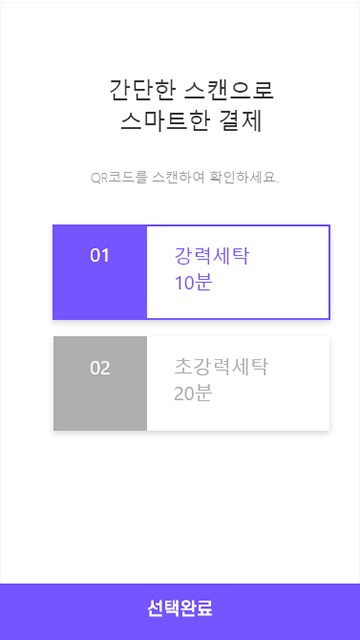 간단한 스캔으로
스마트한 결제
QR코드를 스캔하여 확인하세요.
01
강력세탁
10분
02
초강력세탁
20분
선택완료